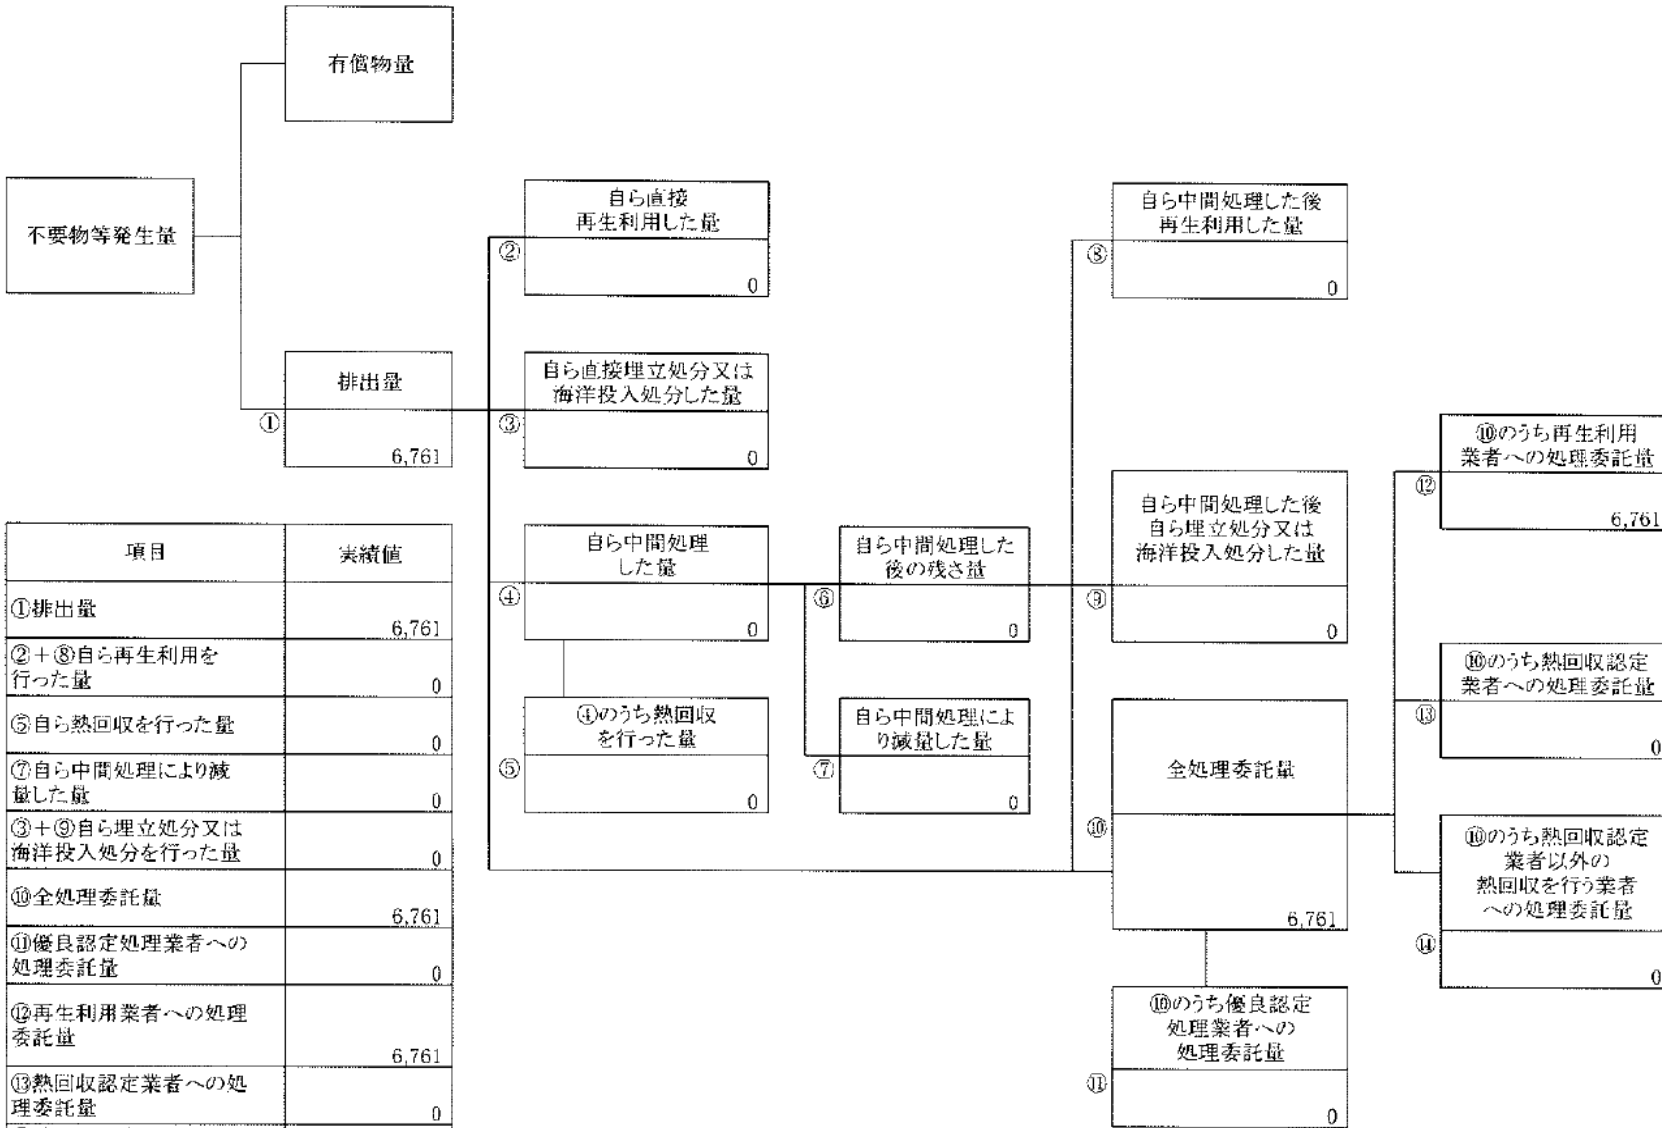 有償物量
不要物等発生量
排出量
①
6,761
自ら直接
再生利用した量
②
0
自ら直接埋立処分又は
海洋投入処分した量
③
0
自ら中間処理
した量
④
0
④のうち熱回収
を行った量
⑤
0
自ら中間処理した
後の残さ量
⑥
0
自ら中間処理によ
り減量した量
⑦
0
自ら中間処理した後
再生利用した量
⑧
0
自ら中間処理した後
自ら埋立処分又は
海洋投入処分した量
⑨
0
全処理委託量
⑩
6,761
⑩のうち優良認定
処理業者への
処理委託量
⑪
0
⑩のうち再生利用
業者への処理委託量
⑫
6,761
⑩のうち熱回収認定
業者への処理委託量
⑬
0
⑩のうち熱回収認定
業者以外の
熱回収を行う業者
への処理委託量
⑭
0
項目 実績値
①排出量
6,761
②+⑧自ら再生利用を
行った量 0
⑤自ら熱回収を行った量
0
⑦自ら中間処理により減
量した量 0
③+⑨自ら埋立処分又は
海洋投入処分を行った量 0
⑩全処理委託量
6,761
⑪優良認定処理業者への
処理委託量 0
⑫再生利用業者への処理
委託量
6,761
⑬熱回収認定業者への処
理委託量 0